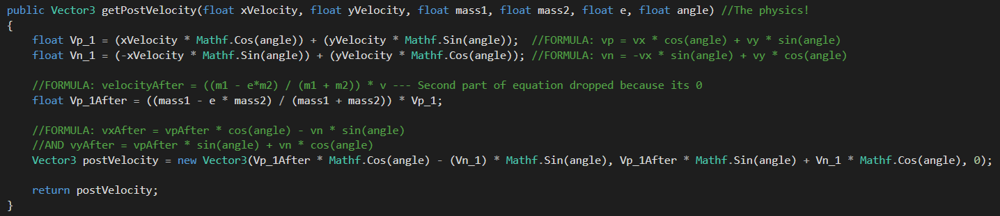 public Vector3 getPostVelocity(float xVelocity, float yVelocity, float mass1, float mass2, float e, float angle) //The physics!
{
    float Vp_1 = (xVelocity * Mathf.Cos(angle)) + (yVelocity * Mathf.Sin(angle));  //FORMULA: vp = vx * cos(angle) + vy * sin(angle)
    float Vn_1 = (-xVelocity * Mathf.Sin(angle)) + (yVelocity * Mathf.Cos(angle)); //FORMULA: vn = -vx * sin(angle) + vy * cos(angle)

    //FORMULA: velocityAfter = ((m1 - e*m2) / (m1 + m2)) * v --- Second part of equation dropped because its 0
    float Vp_1After = ((mass1 - e * mass2) / (mass1 + mass2)) * Vp_1;

    //FORMULA: vxAfter = vpAfter * cos(angle) - vn * sin(angle)
    //AND vyAfter = vpAfter * sin(angle) + vn * cos(angle)
    Vector3 postVelocity = new Vector3(Vp_1After * Mathf.Cos(angle) - (Vn_1) * Mathf.Sin(angle), Vp_1After * Mathf.Sin(angle) + Vn_1 * Mathf.Cos(angle), 0);

    return postVelocity;
}